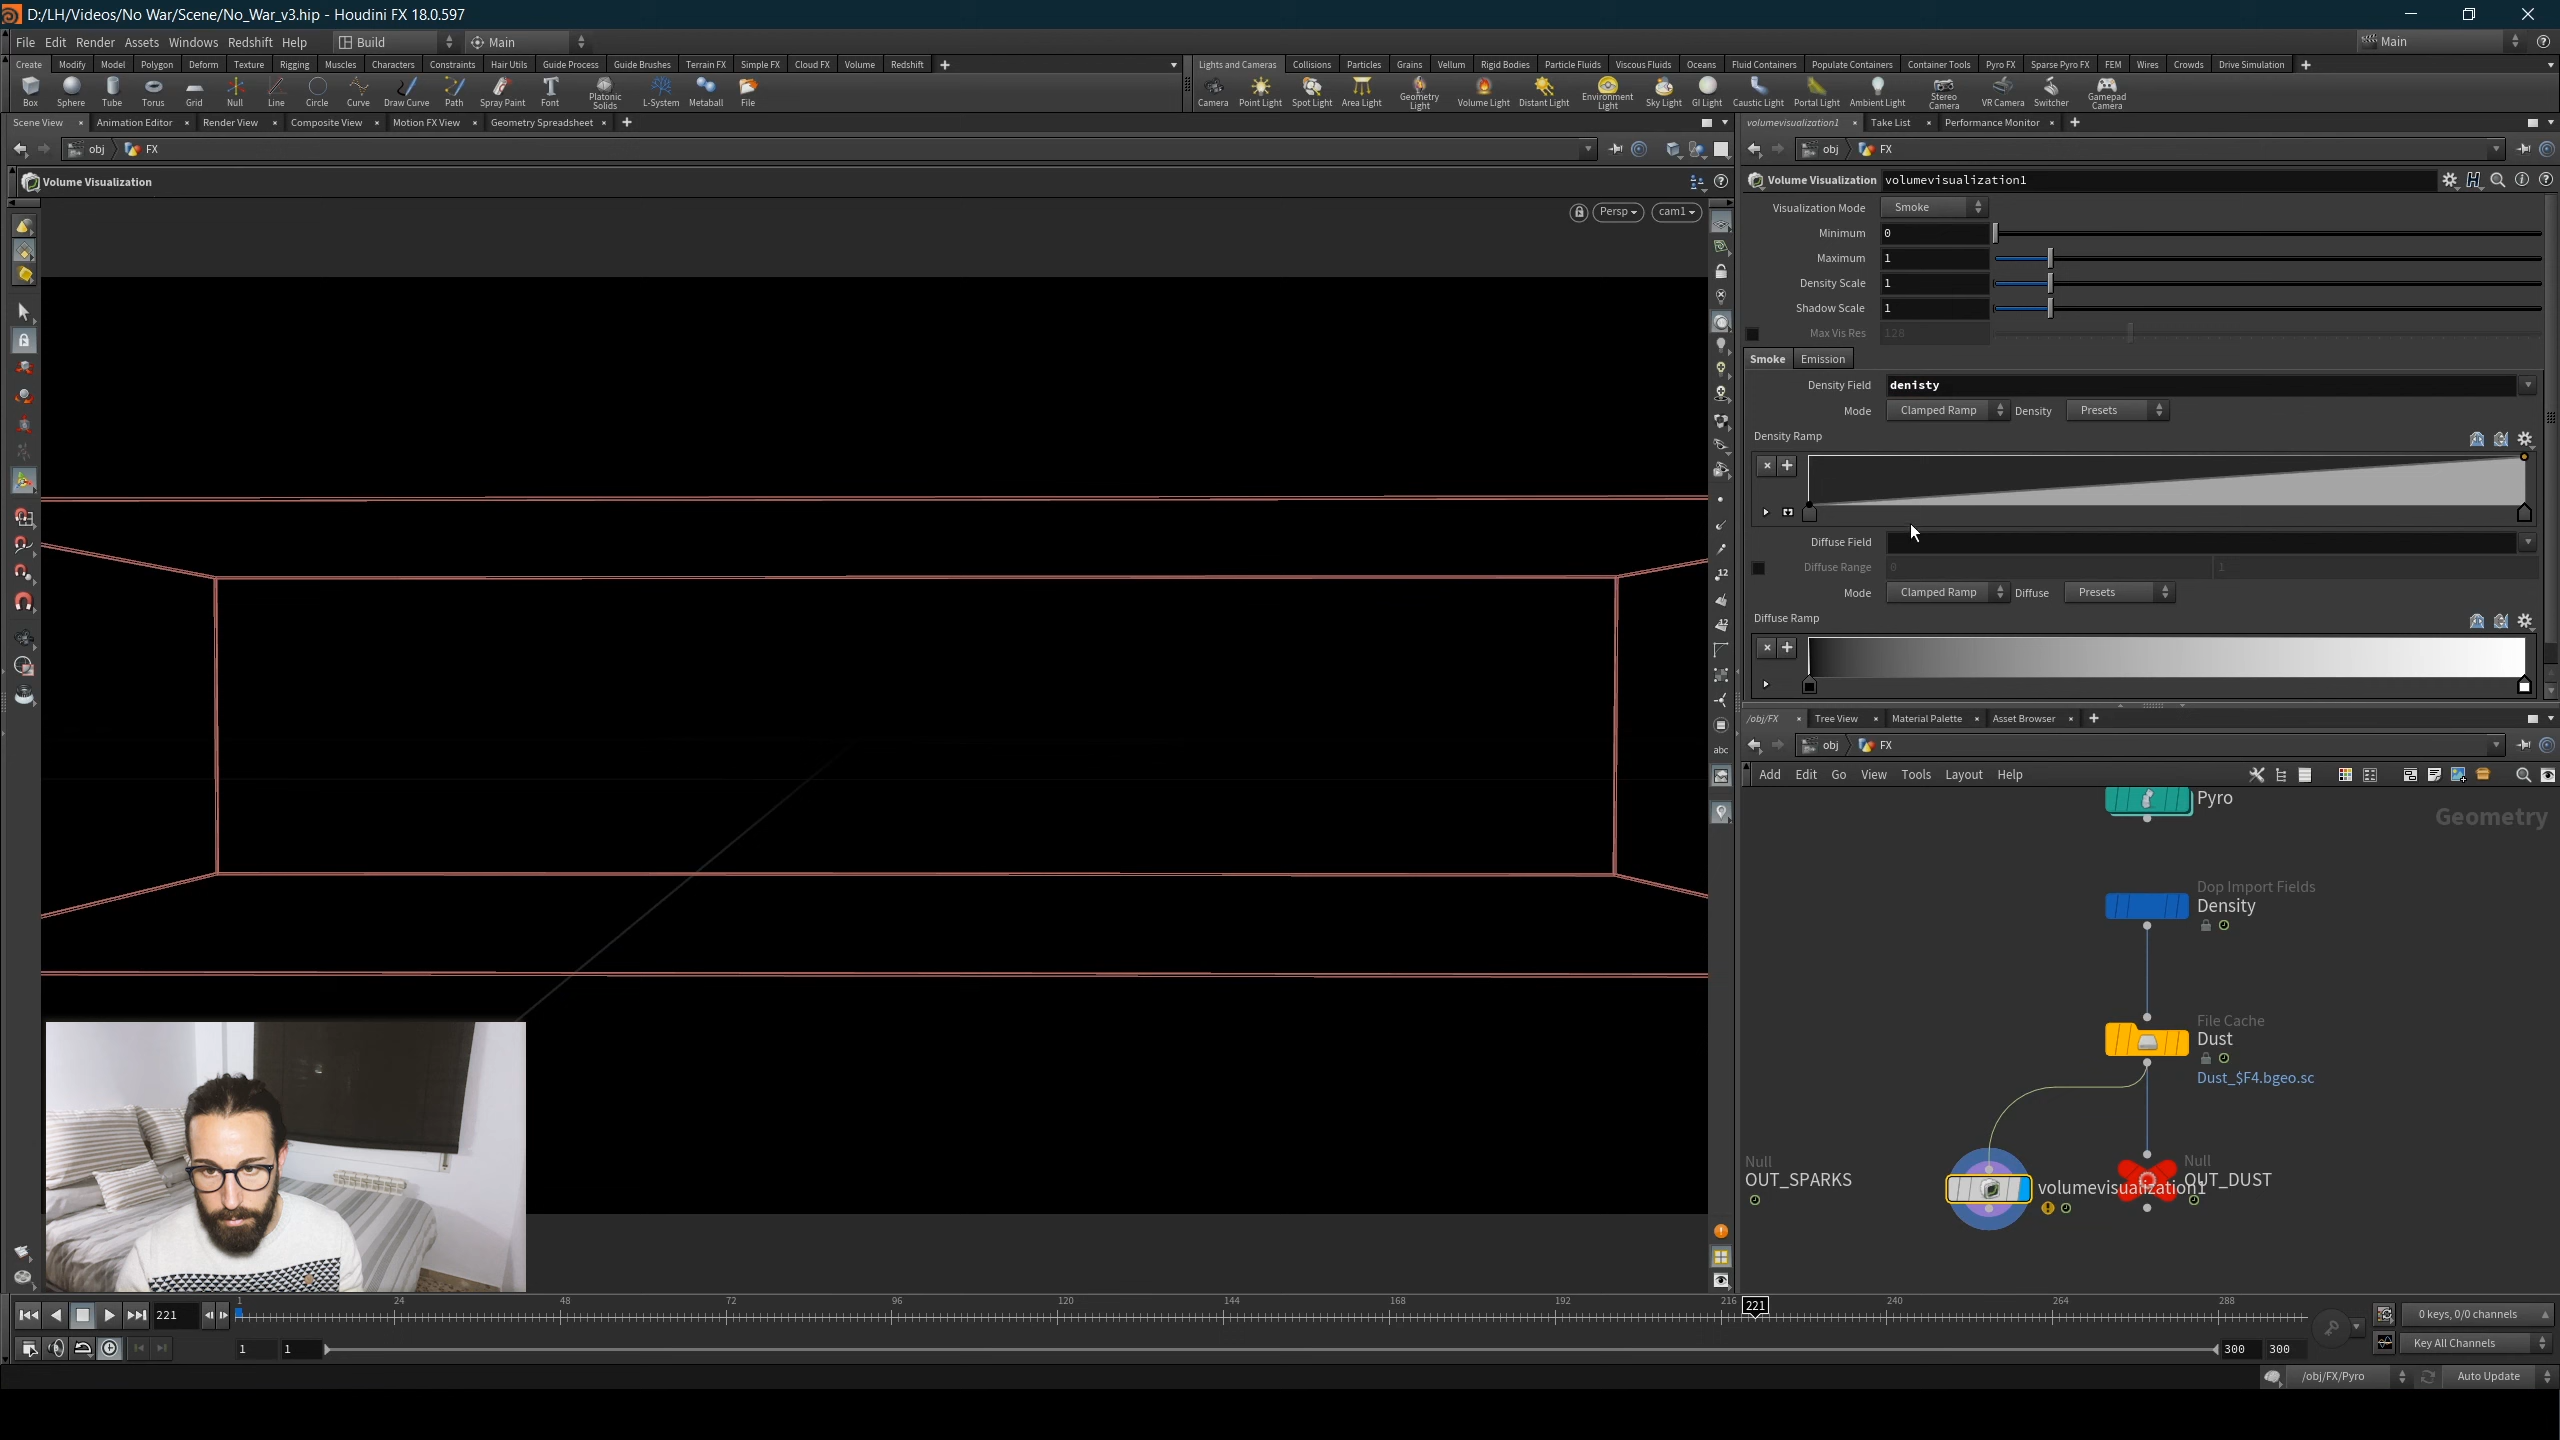 D:/LH/Videos/No War/Scene/No_War_v3.hip - Houdini FX 18.0.597
File Edit Render Assets Windows Redshift Help Build Main Main
Create Modify Model Polygon Deform Texture Rigging Muscles Characters Constraints Hair Utils Guide Process Guide Brushes Terrain FX Simple FX Cloud FX Volume Redshift
Lights and Cameras Collisions Particles Grains Vellum Rigid Bodies Particle Fluids Viscous Fluids Oceans Fluid Containers Populate Containers Container Tools Pyro FX Sparse Pyro FX FEM Wires Crowds Drive Simulation
Box Sphere Tube Torus Grid Null Line Circle Curve Draw Curve Path Spray Paint Font Platonic Solids L-System Metaball File
Camera Point Light Spot Light Area Light Geometry Light Volume Light Distant Light Environment Light Sky Light GI Light Caustic Light Portal Light Ambient Light Stereo Camera VR Camera Switcher Gamepad Camera
Scene View Animation Editor Render View Composite View Motion FX View Geometry Spreadsheet
obj FX
Volume Visualization
Persp cam1
12
12
abc
volumevisualization1 Take List Performance Monitor
obj FX
Volume Visualization volumevisualization1
Visualization Mode Smoke
Minimum 0
Maximum 1
Density Scale 1
Shadow Scale 1
Max Vis Res 128
Smoke Emission
Density Field denisty
Mode Clamped Ramp Density Presets
Density Ramp
Diffuse Field
Diffuse Range 0 1
Mode Clamped Ramp Diffuse Presets
Diffuse Ramp
/obj/FX Tree View Material Palette Asset Browser
obj FX
Add Edit Go View Tools Layout Help
Pyro
Geometry
Dop Import Fields
Density
File Cache
Dust
Dust_$F4.bgeo.sc
Null
OUT_SPARKS
volumevisualization1
Null
OUT_DUST
221
1 24 48 72 96 120 144 168 192 216 221 240 264 288
0 keys, 0/0 channels
1 1 300 300
Key All Channels
/obj/FX/Pyro Auto Update